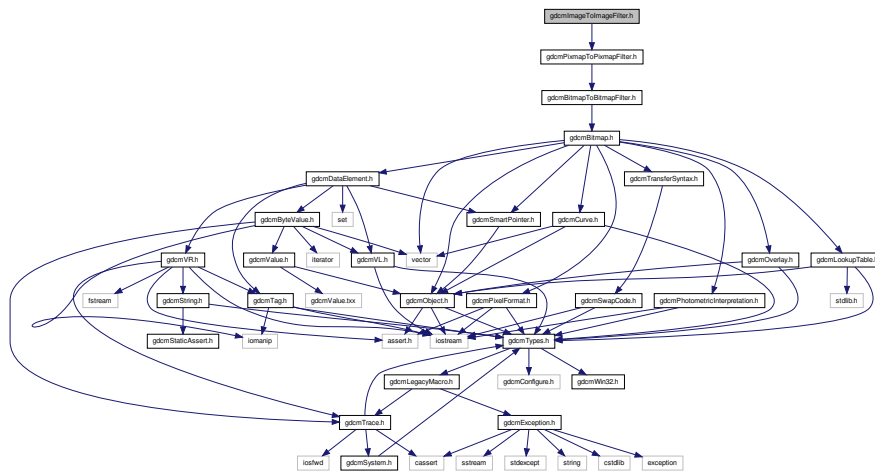 gdcmImageToImageFilter.h
gdcmPixmapToPixmapFilter.h
gdcmBitmapToBitmapFilter.h
gdcmBitmap.h
gdcmDataElement.h
gdcmTransferSyntax.h
gdcmByteValue.h
set
gdcmSmartPointer.h
gdcmCurve.h
gdcmVR.h
gdcmValue.h
iterator
gdcmVL.h
vector
gdcmOverlay.h
gdcmLookupTable.h
fstream
gdcmString.h
gdcmTag.h
gdcmValue.txx
gdcmObject.h
gdcmPixelFormat.h
gdcmSwapCode.h
gdcmPhotometricInterpretation.h
stdlib.h
gdcmStaticAssert.h
iomanip
assert.h
iostream
gdcmTypes.h
gdcmLegacyMacro.h
gdcmConfigure.h
gdcmWin32.h
gdcmTrace.h
gdcmException.h
iosfwd
gdcmSystem.h
cassert
sstream
stdexcept
string
cstdlib
exception